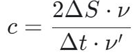 c = \frac{2\Delta S \cdot \nu}{\Delta t \cdot \nu'}